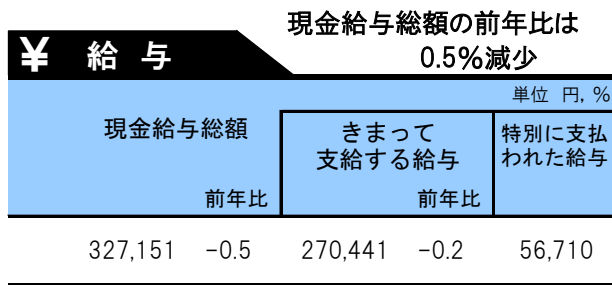 現金給与総額の前年比は
0.5%減少
¥ 給 与
単位 円,%
現金給与総額
きまって
支給する給与
特別に支払
われた給与
前年比
前年比
327,151 -0.5 270,441 -0.2 56,710